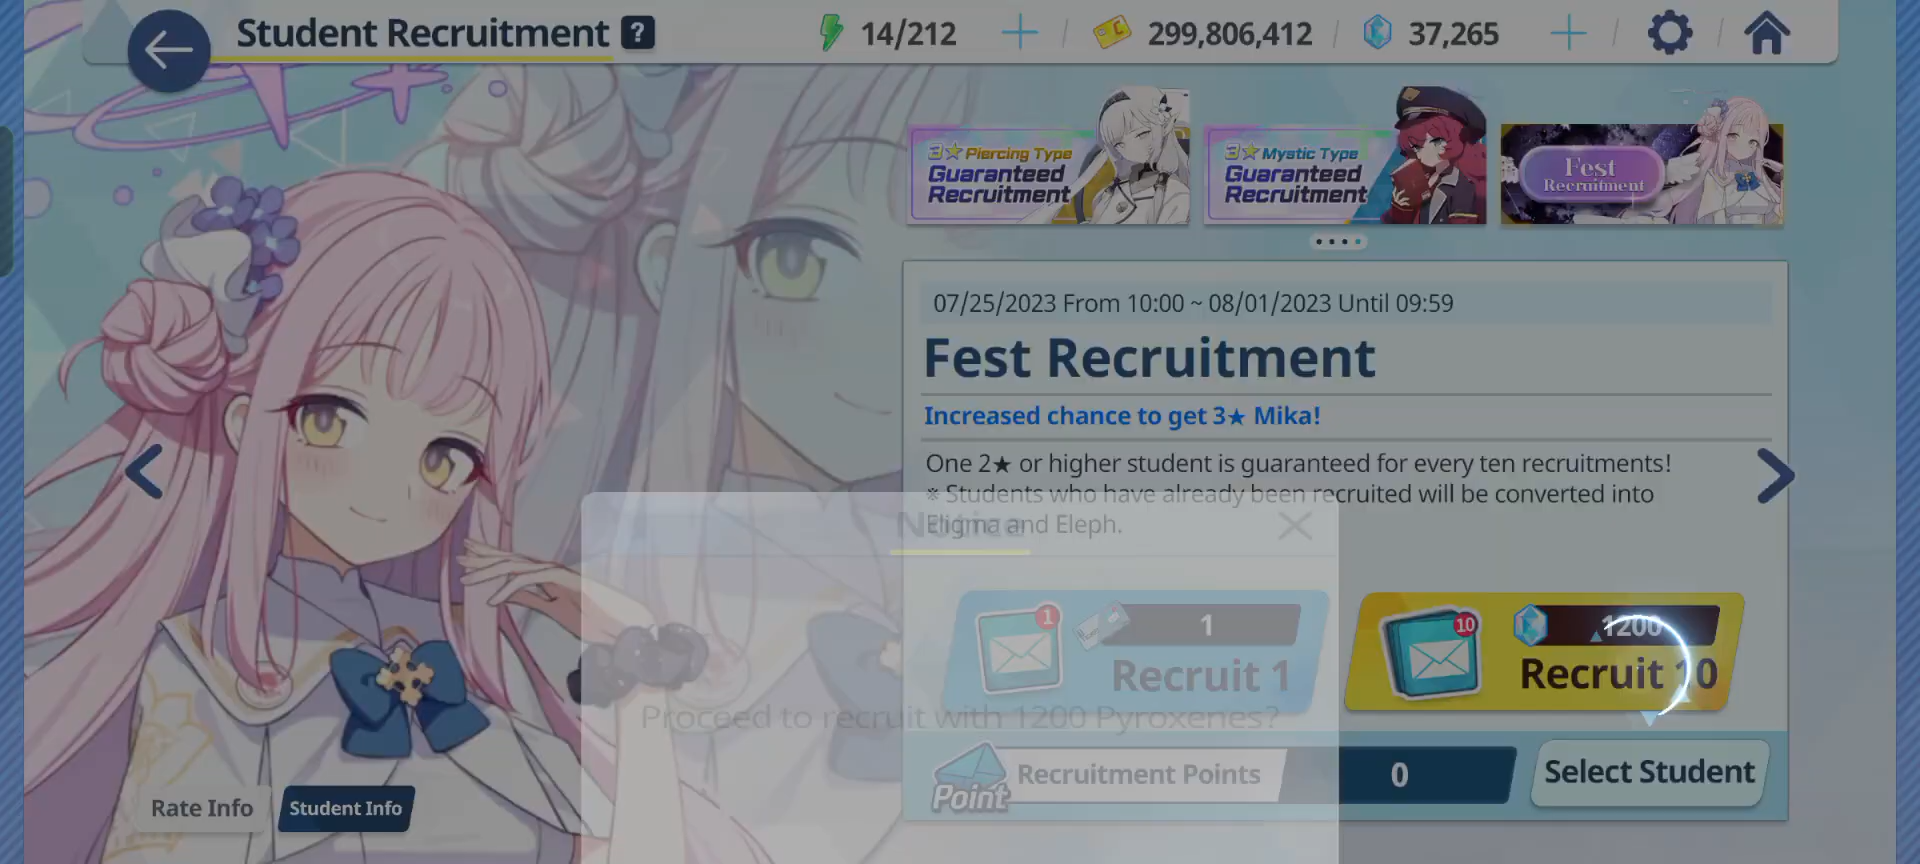 Student Recruitment ?
14/212
299,806,412
37,265
3★ Piercing Type
Guaranteed
Recruitment
3★ Mystic Type
Guaranteed
Recruitment
Fest
Recruitment
07/25/2023 From 10:00 ~ 08/01/2023 Until 09:59
Fest Recruitment
Increased chance to get 3★ Mika!
One 2★ or higher student is guaranteed for every ten recruitments!
※ Students who have already been recruited will be converted into
Eligma and Eleph.
Notice
1
1
Recruit 1
10
1200
Recruit 10
Proceed to recruit with 1200 Pyroxenes?
Point
Recruitment Points
0
Select Student
Rate Info
Student Info